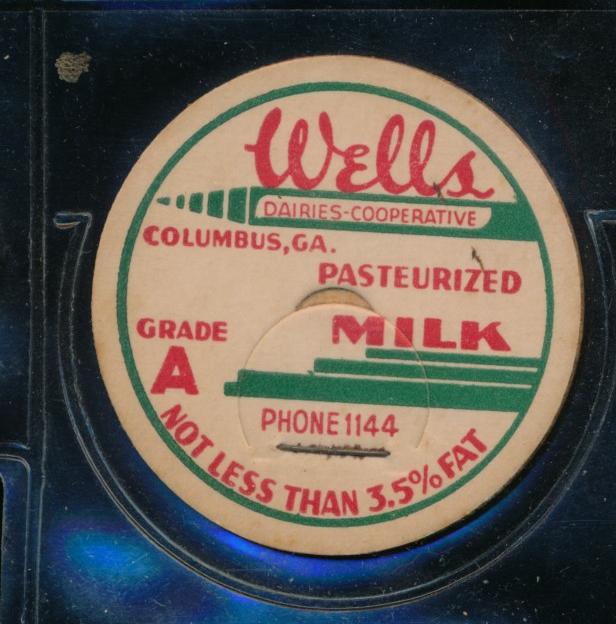 Wells
DAIRIES-COOPERATIVE
COLUMBUS, GA.
PASTEURIZED
MILK
GRADE
A
PHONE 1144
NOT LESS THAN 3.5% FAT